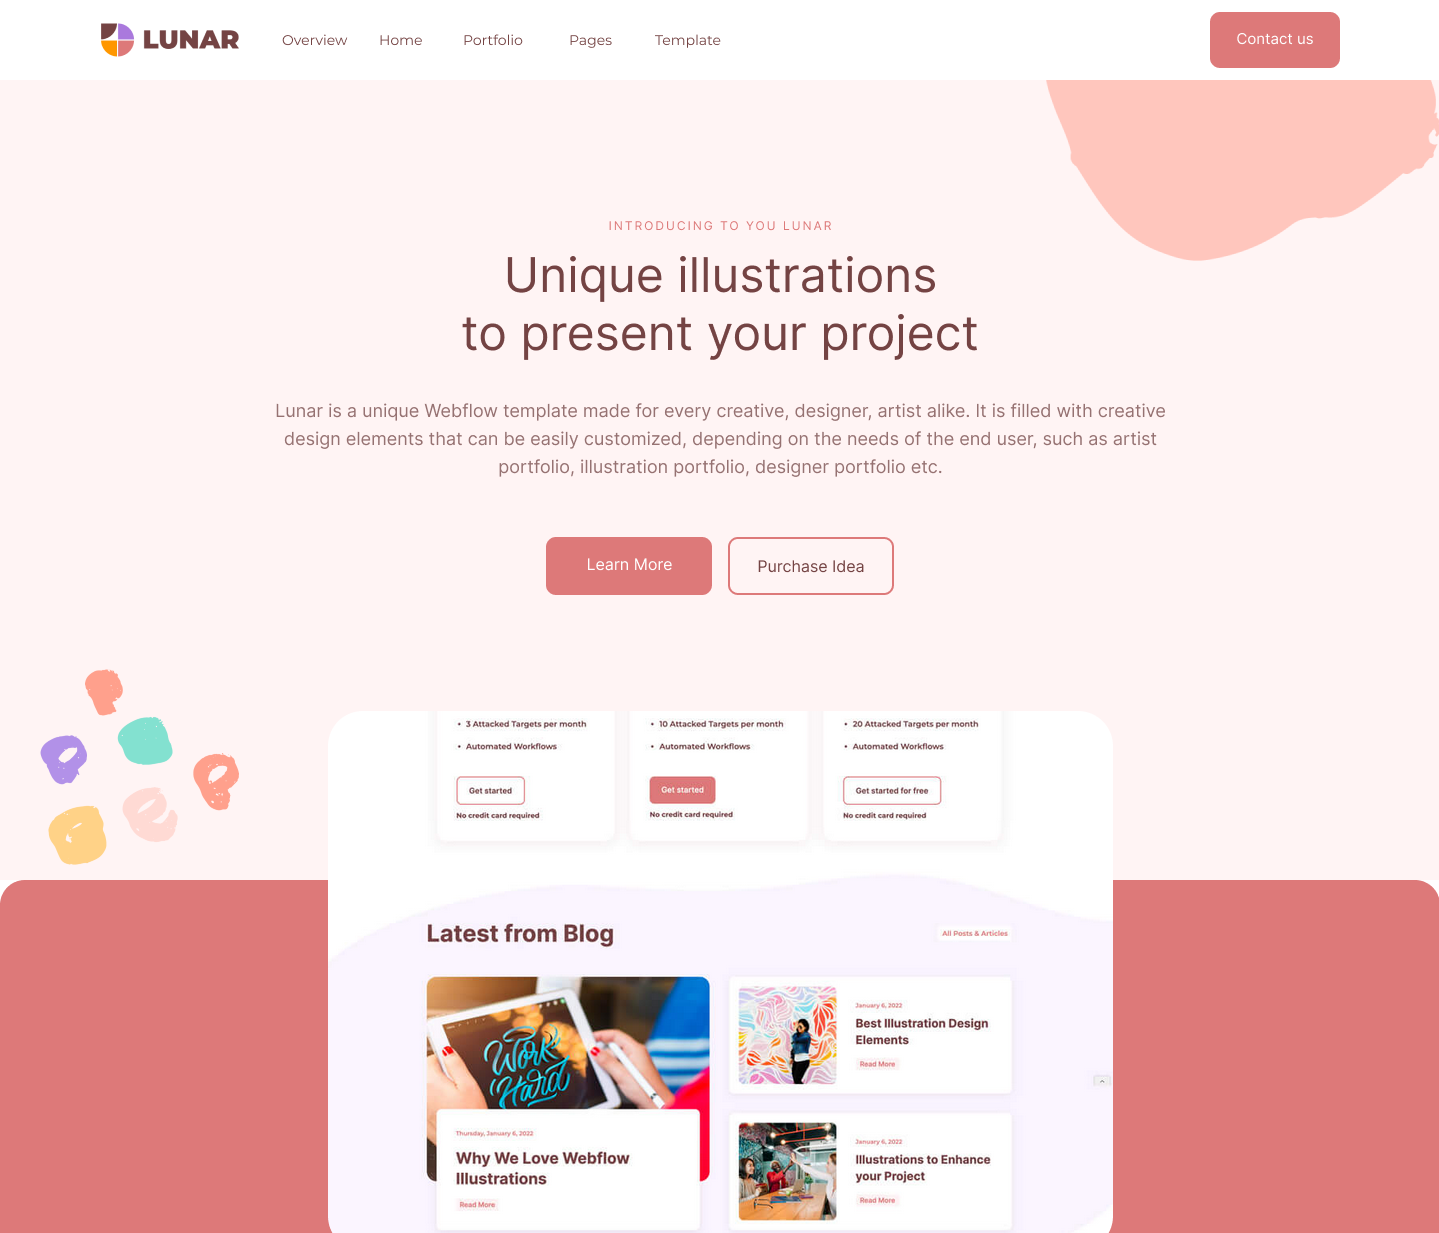 LUNAR
Overview
Home
Portfolio
Pages
Template
Contact us
INTRODUCING TO YOU LUNAR
Unique illustrations
to present your project
Lunar is a unique Webflow template made for every creative, designer, artist alike. It is filled with creative
design elements that can be easily customized, depending on the needs of the end user, such as artist
portfolio, illustration portfolio, designer portfolio etc.
Learn More
Purchase Idea
• 3 Attacked Targets per month
• Automated Workflows
Get started
No credit card required
• 10 Attacked Targets per month
• Automated Workflows
Get started
No credit card required
• 20 Attacked Targets per month
• Automated Workflows
Get started for free
No credit card required
Latest from Blog
All Posts & Articles
Work
Hard
Thursday, January 6, 2022
Why We Love Webflow
Illustrations
Read More
January 6, 2022
Best Illustration Design
Elements
Read More
January 6, 2022
Illustrations to Enhance
your Project
Read More